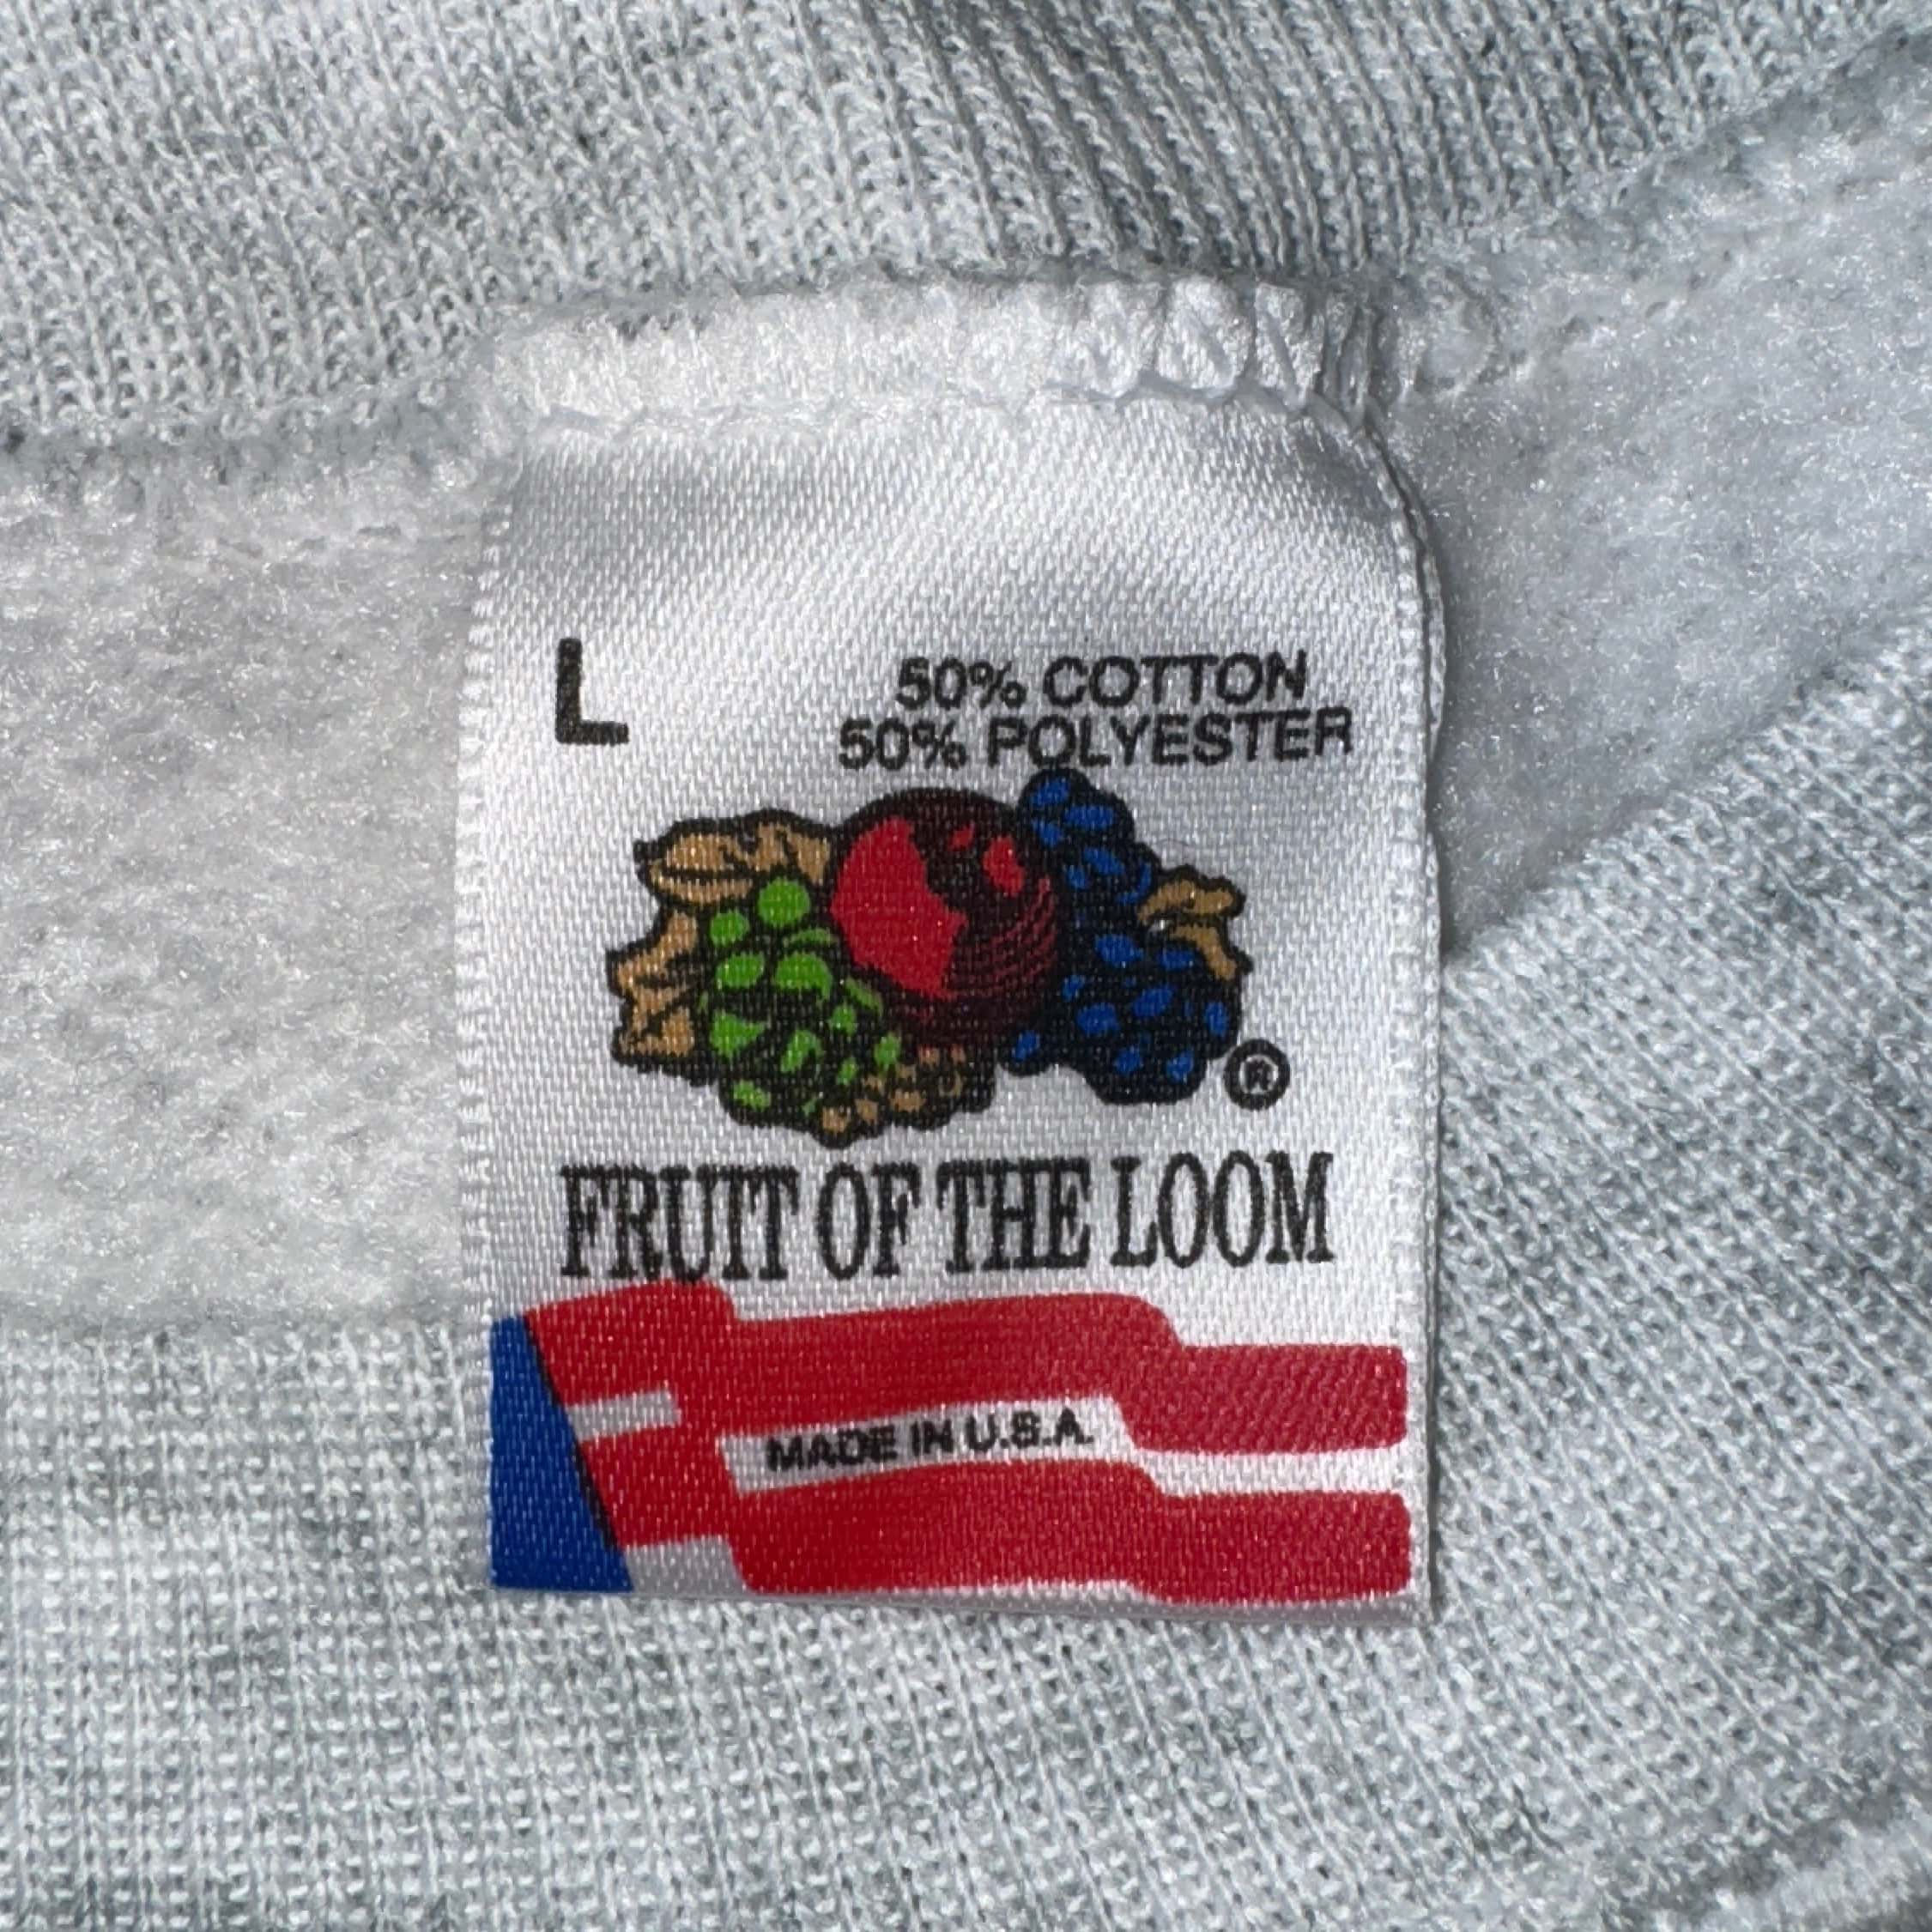 L
50% COTTON
50% POLYESTER
®
FRUIT OF THE LOOM
MADE IN U.S.A.